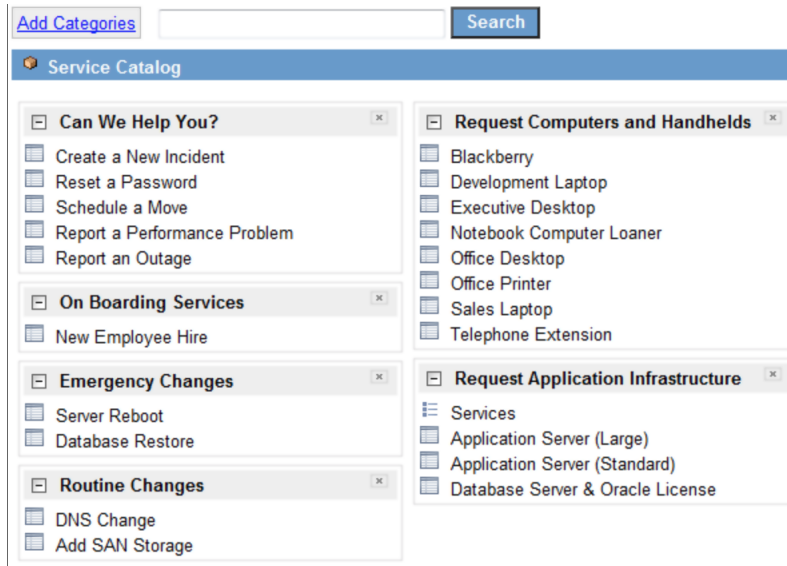 Add Categories
Search
Service Catalog
Can We Help You?
Create a New Incident
Reset a Password
Schedule a Move
Report a Performance Problem
Report an Outage
On Boarding Services
New Employee Hire
Emergency Changes
Server Reboot
Database Restore
Routine Changes
DNS Change
Add SAN Storage
Request Computers and Handhelds
Blackberry
Development Laptop
Executive Desktop
Notebook Computer Loaner
Office Desktop
Office Printer
Sales Laptop
Telephone Extension
Request Application Infrastructure
Services
Application Server (Large)
Application Server (Standard)
Database Server & Oracle License